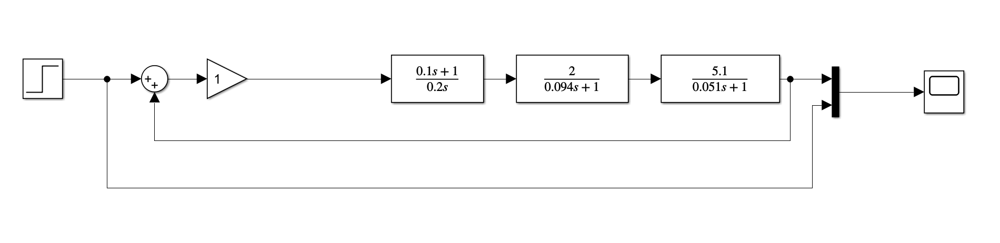 +
+
1
0.1s + 1
0.2s
2
0.094s + 1
5.1
0.051s + 1